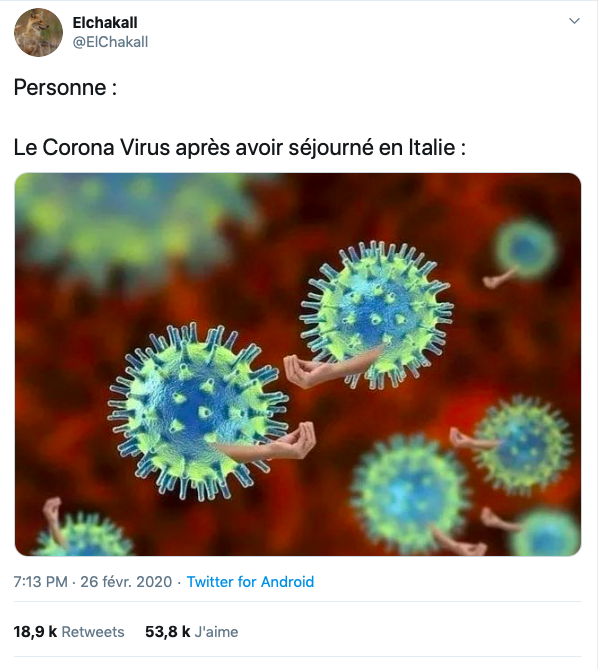 Elchakall
@ElChakall
Personne :
Le Corona Virus après avoir séjourné en Italie :
7:13 PM · 26 févr. 2020 · Twitter for Android
18,9 k Retweets 53,8 k J'aime